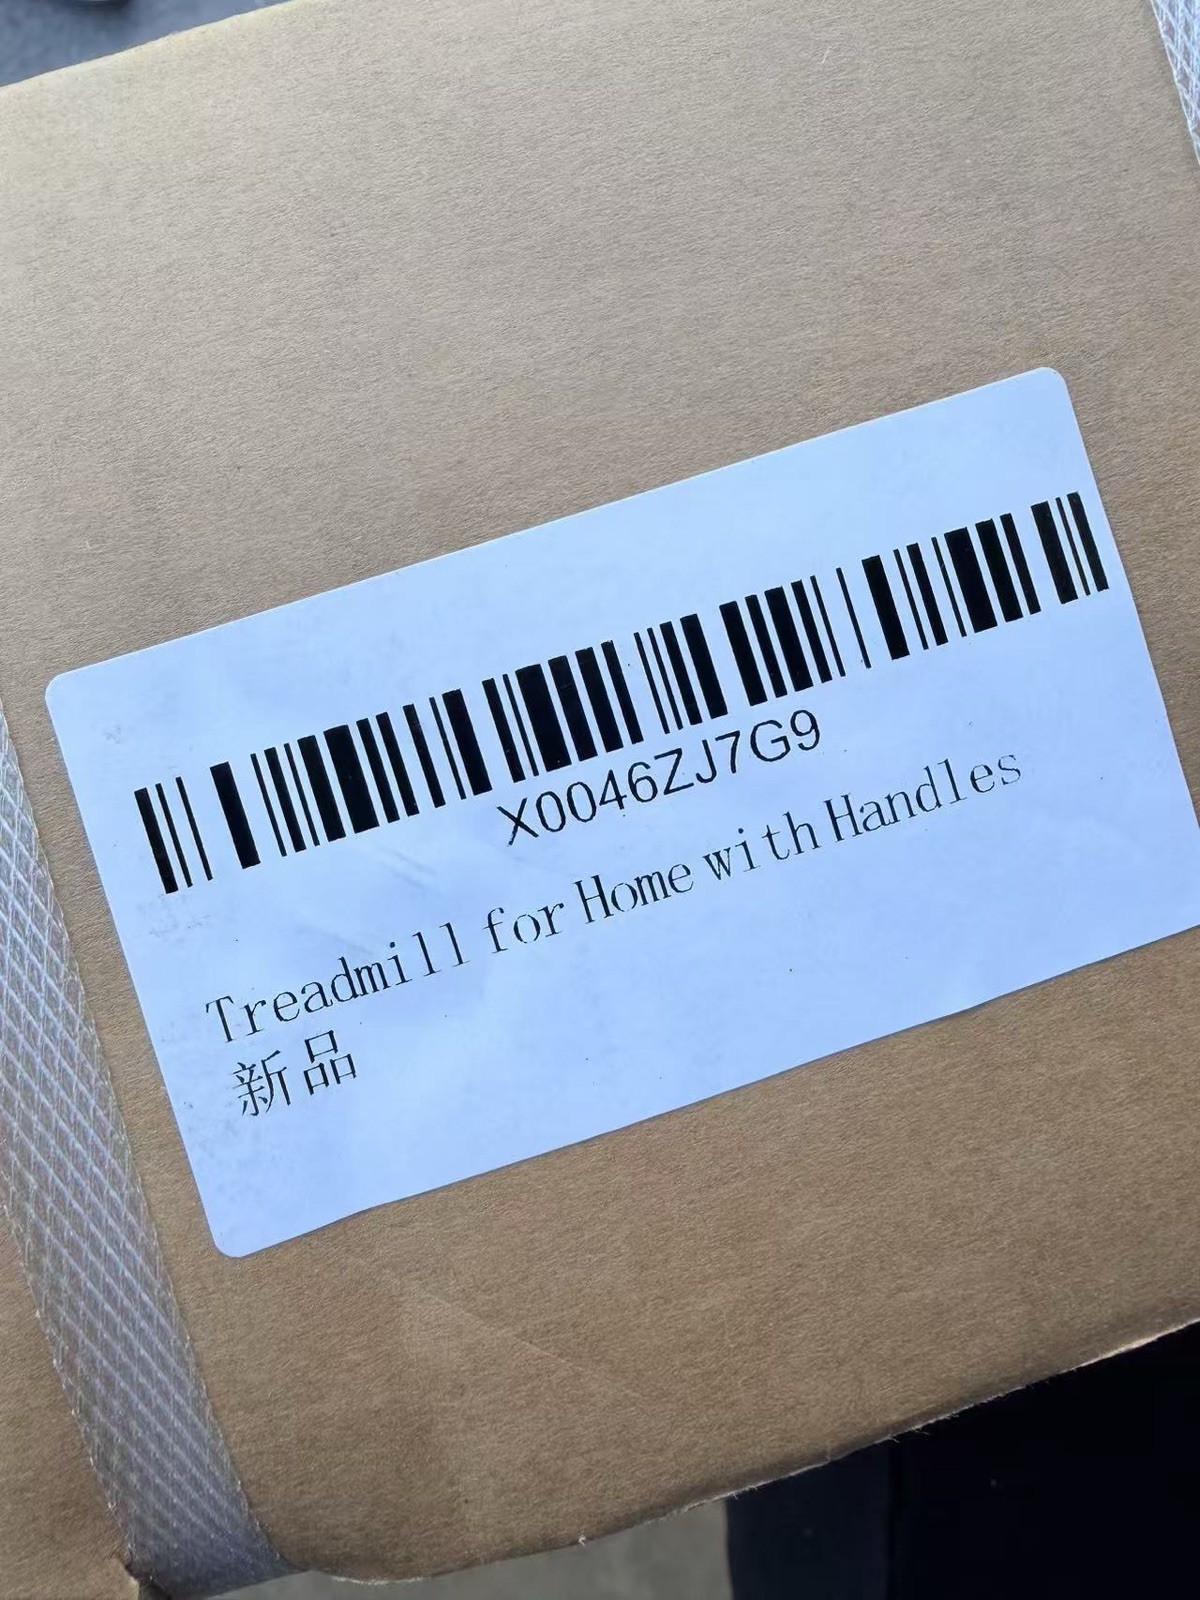 X0046ZJ7G9
Treadmill for Home with Handles
新品